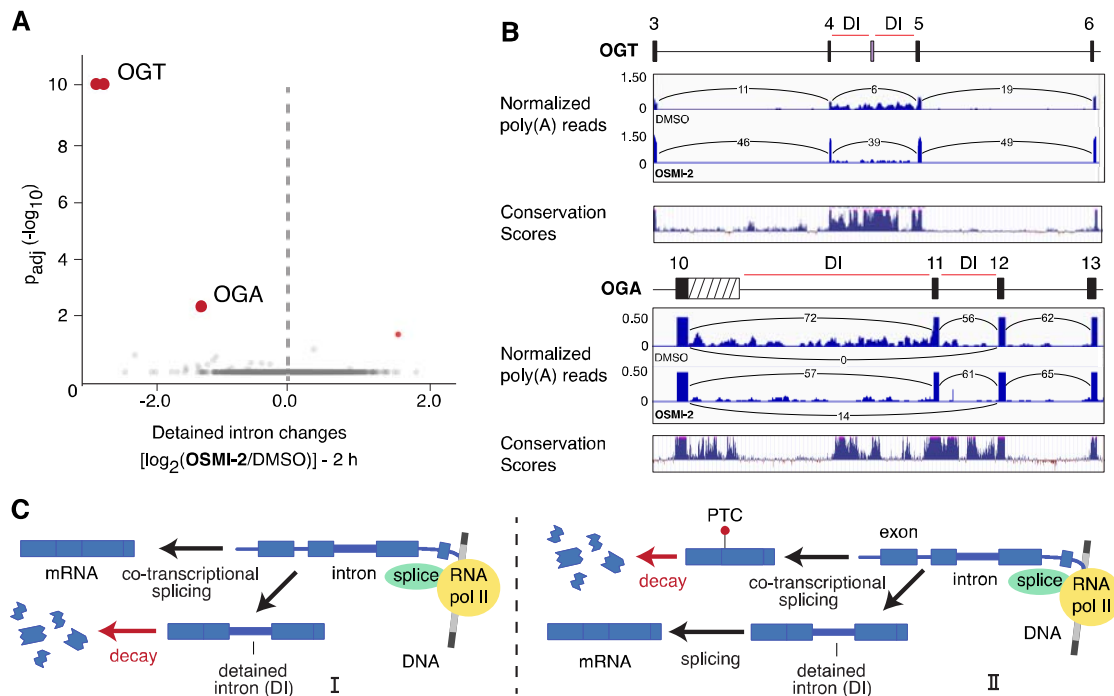 A
OGT
OGA
10
8
6
4
2
0
p_adj (-log_10)
-2.0
0.0
2.0
Detained intron changes
[log_2(OSMI-2/DMSO)] - 2 h
B
3
4
DI
DI
5
6
OGT
Normalized
poly(A) reads
1.50
0
DMSO
11
6
19
1.50
0
OSMI-2
46
39
49
Conservation
Scores
10
DI
11
DI
12
13
OGA
Normalized
poly(A) reads
0.50
0
DMSO
72
56
62
0
0.50
0
OSMI-2
57
61
65
14
Conservation
Scores
C
mRNA
co-transcriptional
splicing
intron
splice
RNA
pol II
DNA
decay
detained
intron (DI)
I
PTC
exon
decay
co-transcriptional
splicing
intron
splice
RNA
pol II
DNA
mRNA
splicing
detained
intron (DI)
II